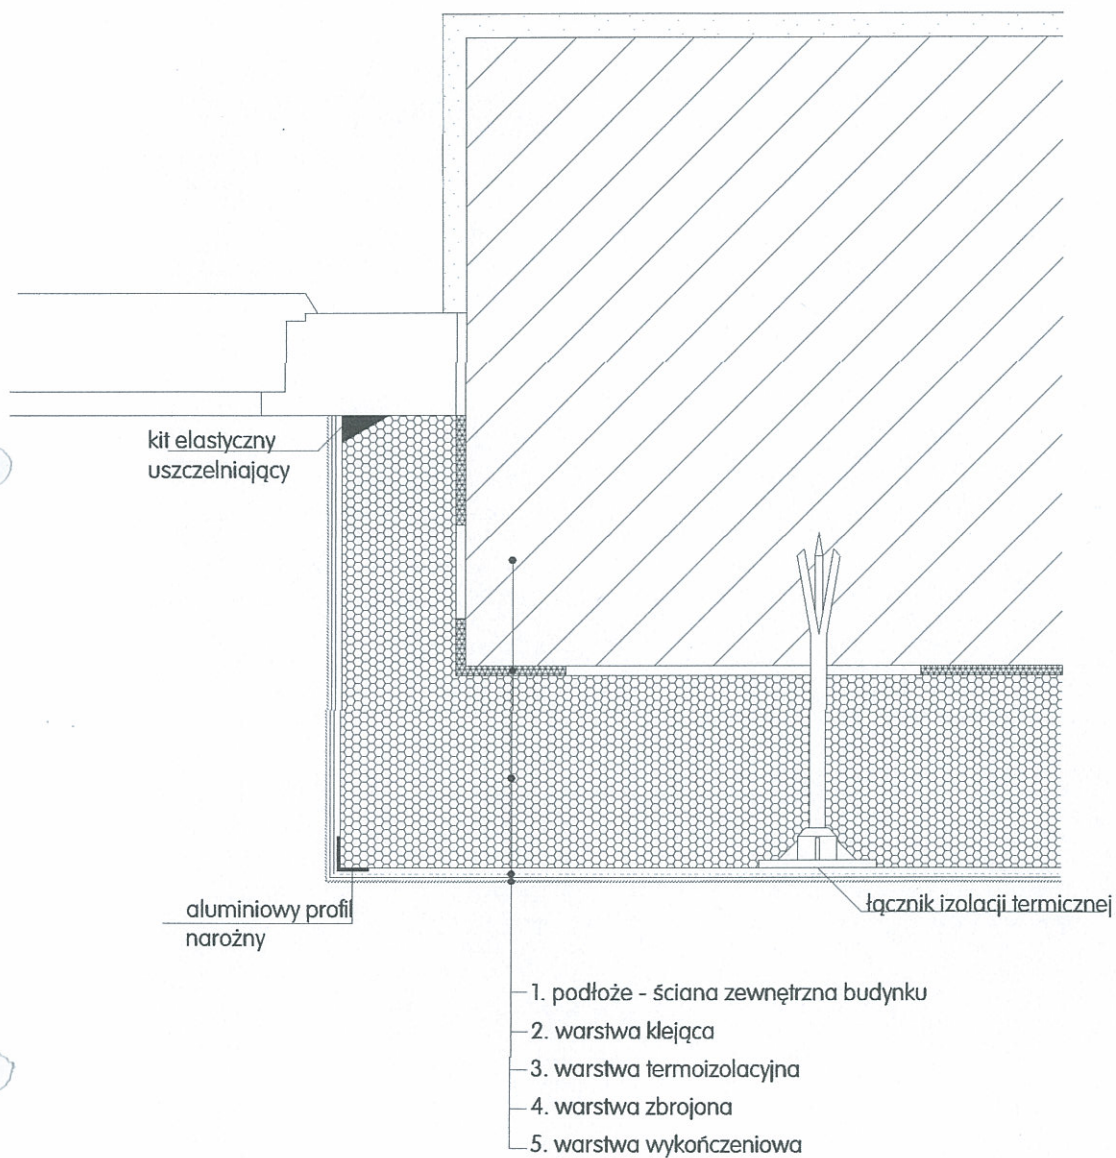 kit elastyczny
uszczelniający
aluminiowy profil
narożny
łącznik izolacji termicznej
1. podłoże - ściana zewnętrzna budynku
2. warstwa klejąca
3. warstwa termoizolacyjna
4. warstwa zbrojona
5. warstwa wykończeniowa